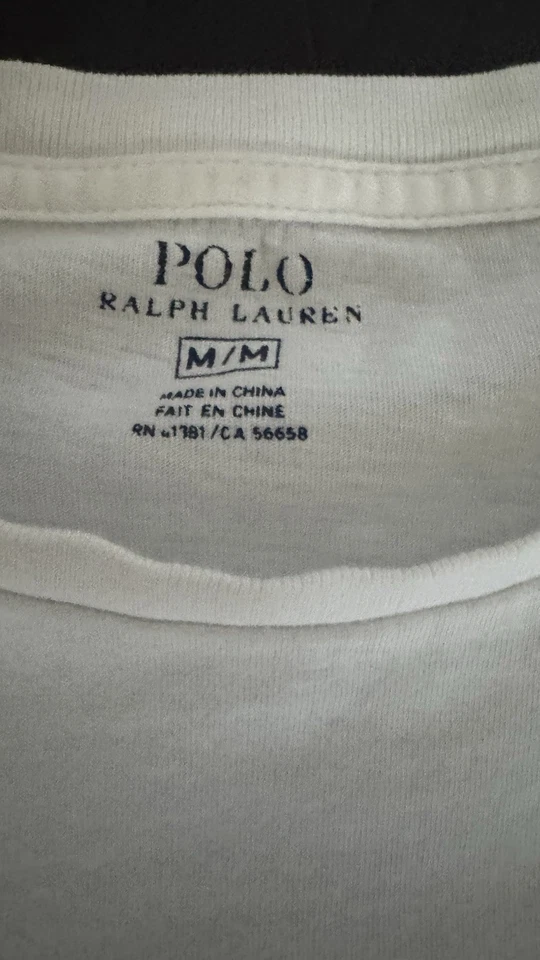 POLO
RALPH LAUREN
M/M
MADE IN CHINA
FAIT EN CHINE
RN 41381/CA 56658